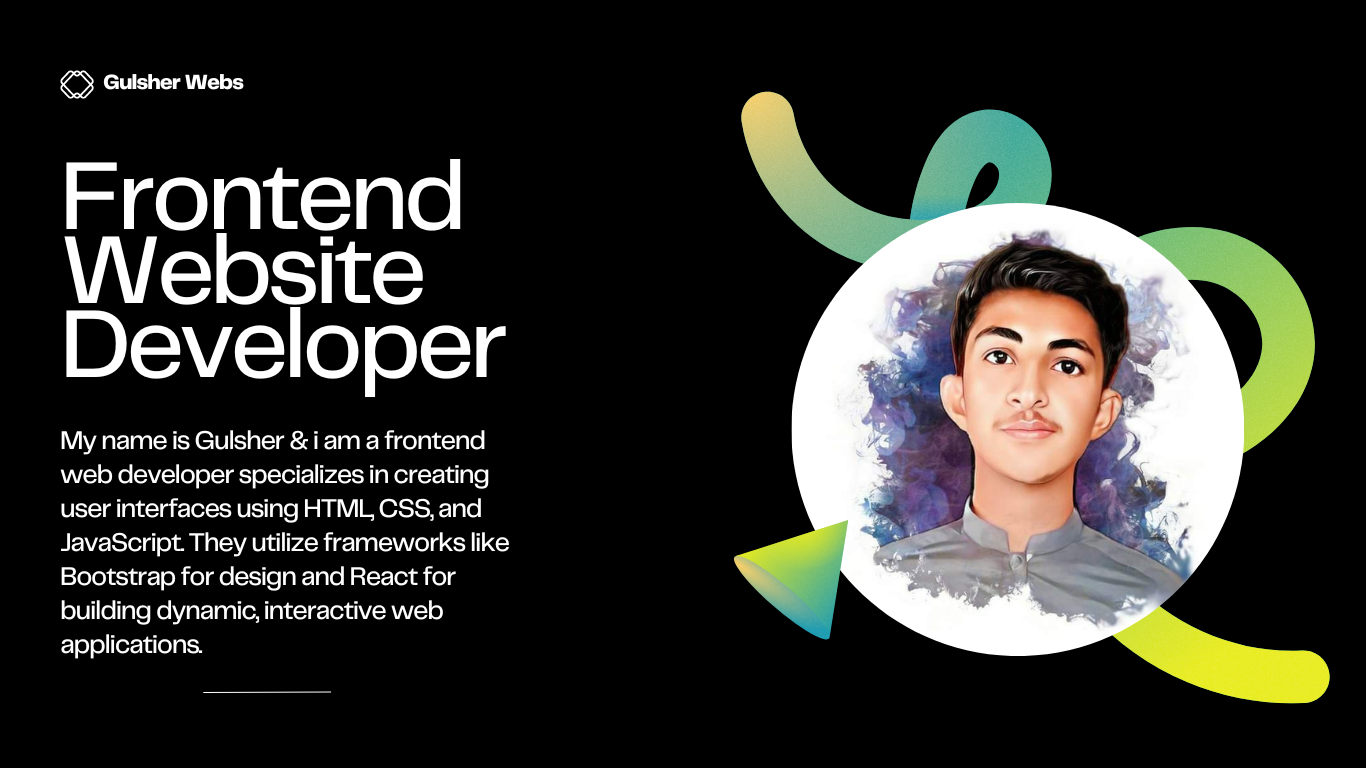 Gulsher Webs
Frontend
Website
Developer
My name is Gulsher & i am a frontend
web developer specializes in creating
user interfaces using HTML, CSS, and
JavaScript. They utilize frameworks like
Bootstrap for design and React for
building dynamic, interactive web
applications.